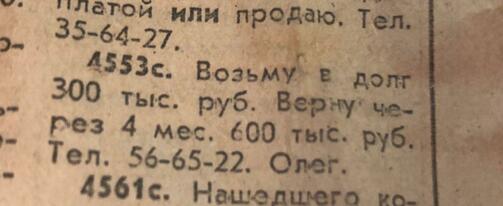 платой или продаю. Тел.
35-64-27.
4553с. Возьму в долг
300 тыс. руб. Верну че-
рез 4 мес. 600 тыс. руб.
Тел. 56-65-22. Олег.
4561с. Нашедшего ко-